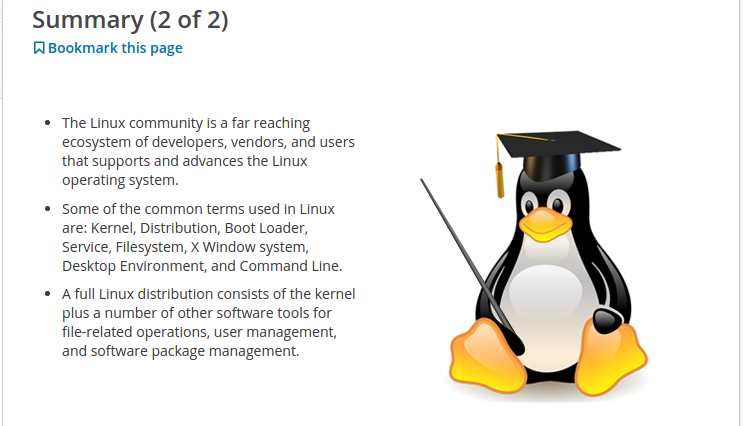 Summary (2 of 2)
Bookmark this page
The Linux community is a far reaching
ecosystem of developers, vendors, and users
that supports and advances the Linux
operating system.
Some of the common terms used in Linux
are: Kernel, Distribution, Boot Loader,
Service, Filesystem, X Window system,
Desktop Environment, and Command Line.
A full Linux distribution consists of the kernel
plus a number of other software tools for
file-related operations, user management,
and software package management.